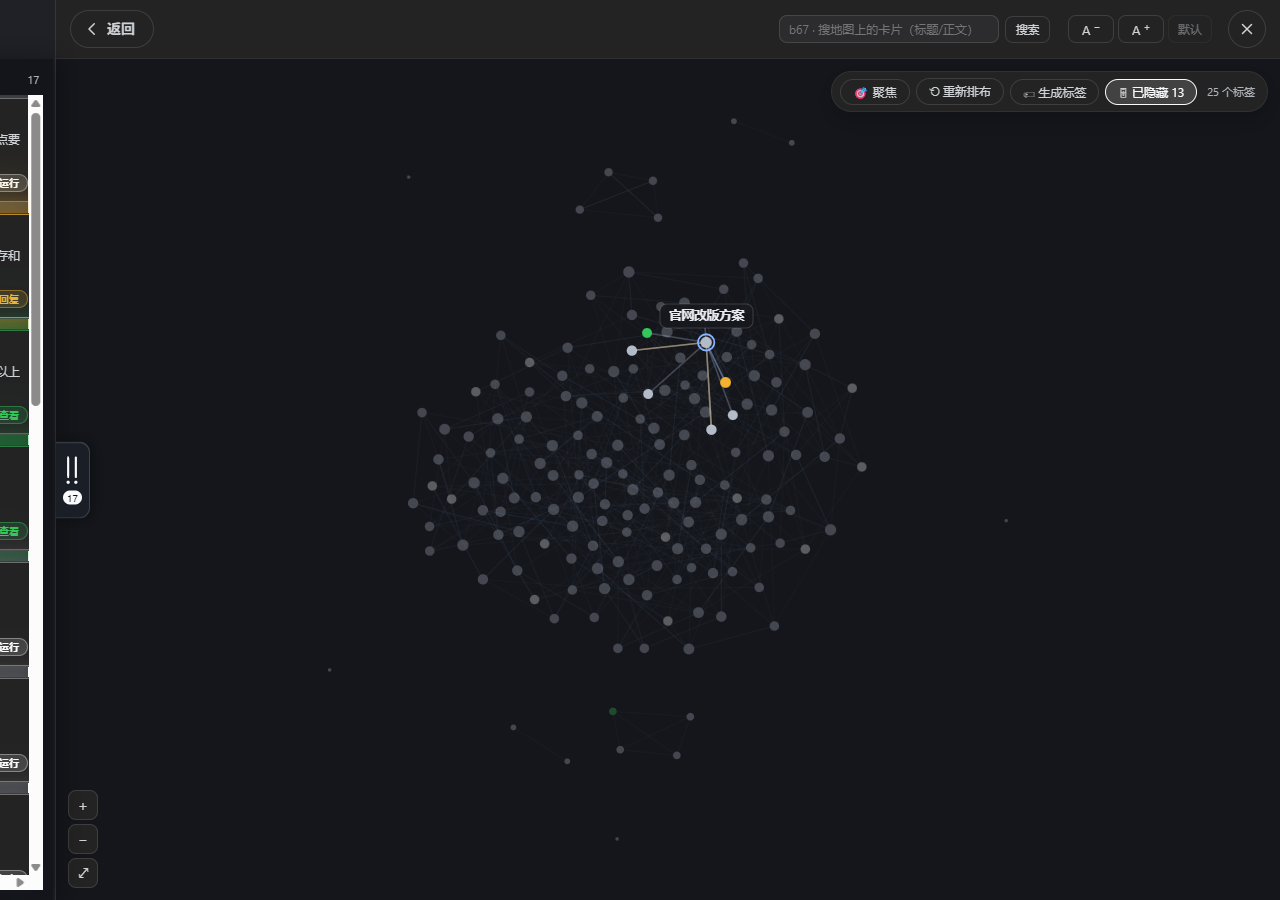 返回
b67 · 搜地图上的卡片（标题/正文）
搜索
A⁻
A⁺
默认
17
聚焦
重新排布
生成标签
已隐藏 13
25 个标签
点要
运行
存和
回复
以上
查看
查看
运行
运行
官网改版方案
17
+
−